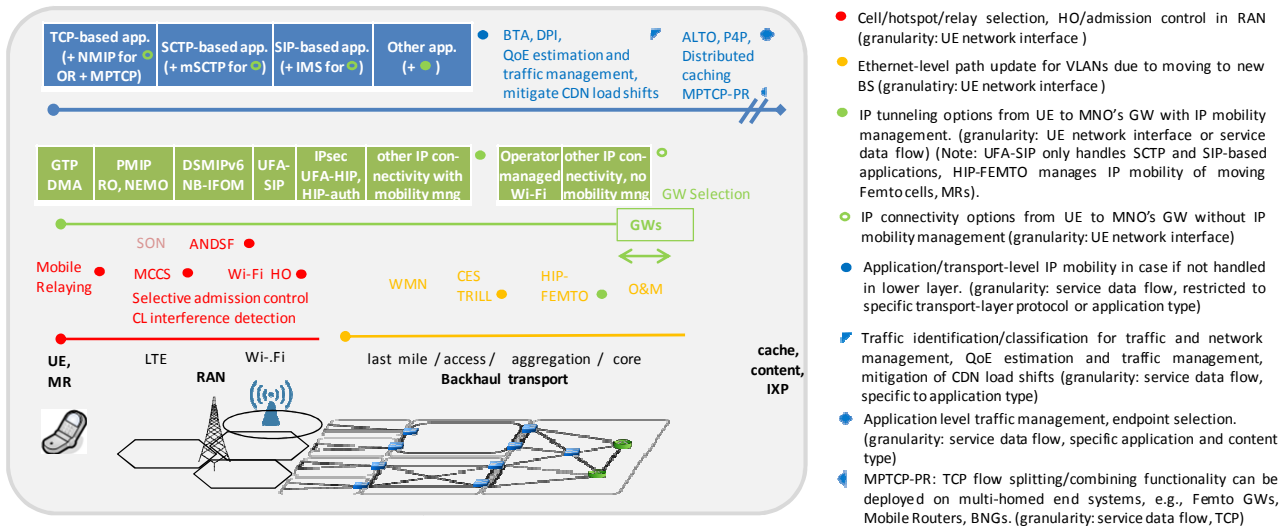 TCP-based app.
(+ NMIP for
OR + MPTCP)
SCTP-based app.
(+ mSCTP for )
SIP-based app.
(+ IMS for )
Other app.
(+ )
BTA, DPI,
QoE estimation and
traffic management,
mitigate CDN load shifts
ALTO, P4P,
Distributed
caching
MPTCP-PR
GTP
DMA
PMIP
RO, NEMO
DSMIPv6
NB-IFOM
UFA-
SIP
IPsec
UFA-HIP,
HIP-auth
other IP con-
nectivity with
mobility mng
Operator
managed
Wi-Fi
other IP con-
nectivity, no
mobility mng
GW Selection
GWs
SON
ANDSF
Mobile
Relaying
MCCS
Wi-Fi HO
Selective admission control
CL interference detection
WMN
CES
TRILL
HIP-
FEMTO
O&M
UE,
MR
LTE
Wi-.Fi
RAN
last mile / access / aggregation / core
Backhaul transport
cache,
content,
IXP
Cell/hotspot/relay selection, HO/admission control in RAN
(granularity: UE network interface )
Ethernet-level path update for VLANs due to moving to new
BS (granulatiry: UE network interface )
IP tunneling options from UE to MNO's GW with IP mobility
management. (granularity: UE network interface or service
data flow) (Note: UFA-SIP only handles SCTP and SIP-based
applications, HIP-FEMTO manages IP mobility of moving
Femtocells, MRs).
IP connectivity options from UE to MNO's GW without IP
mobility management (granularity: UE network interface)
Application/transport-level IP mobility in case if not handled
in lower layer. (granularity: service data flow, restricted to
specific transport-layer protocol or application type)
Traffic identification/classification for traffic and network
management, QoE estimation and traffic management,
mitigation of CDN load shifts (granularity: service data flow,
specific to application type)
Application level traffic management, endpoint selection.
(granularity: service data flow, specific application and content
type)
MPTCP-PR: TCP flow splitting/combining functionality can be
deployed on multi-homed end systems, e.g., Femto GWs,
Mobile Routers, BNGs. (granularity: service data flow, TCP)